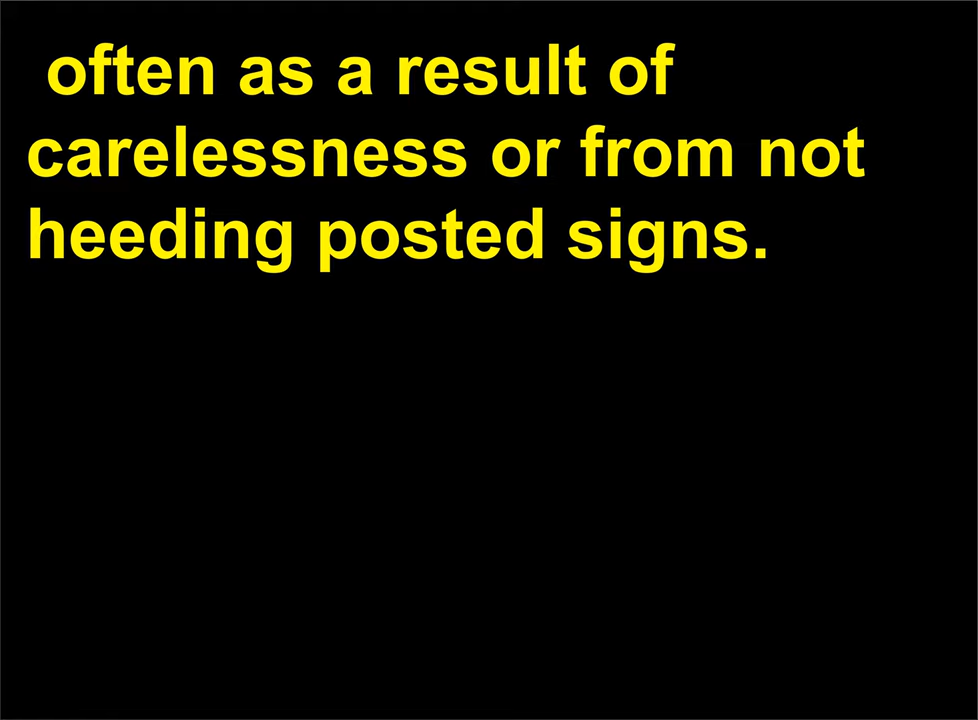 often as a result of
carelessness or from not
heeding posted signs.